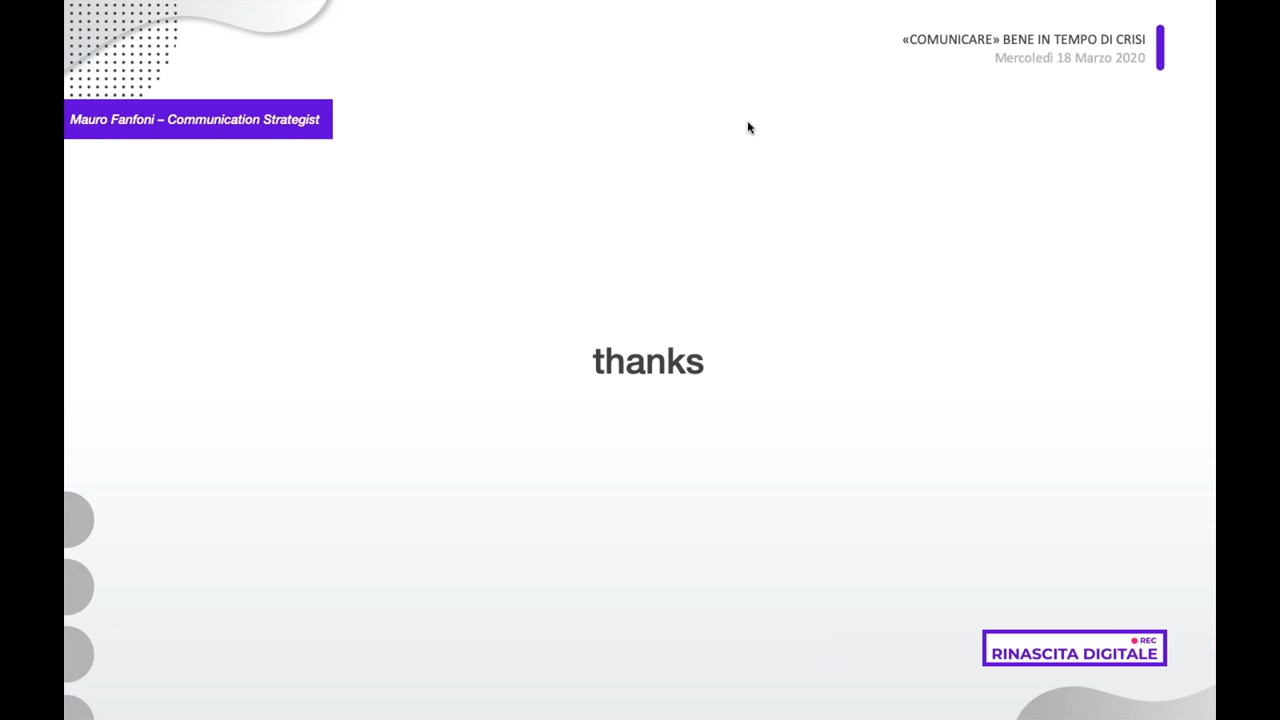 «COMUNICARE» BENE IN TEMPO DI CRISI
Mercoledì 18 Marzo 2020
Mauro Fanfoni – Communication Strategist
thanks
REC
RINASCITA DIGITALE